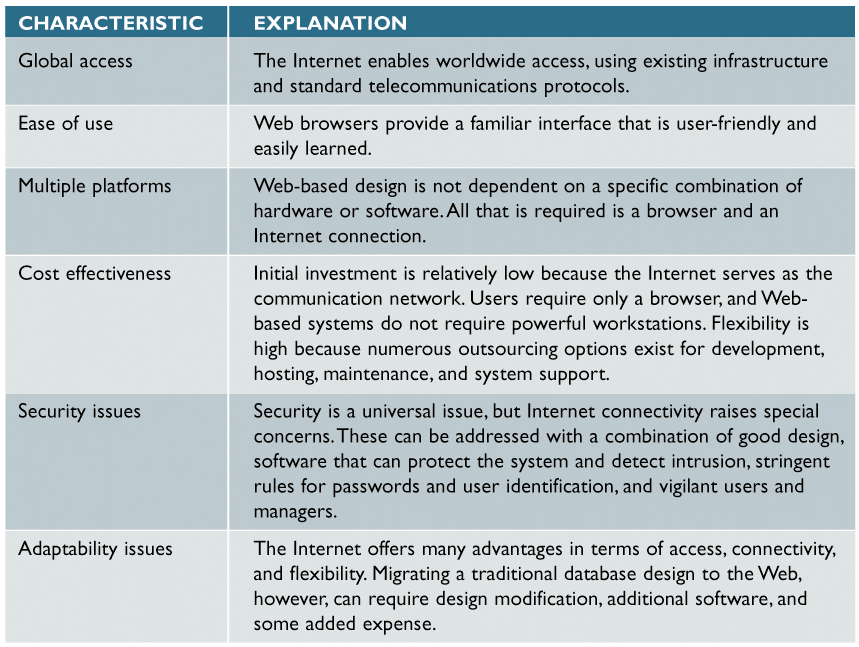 CHARACTERISTIC EXPLANATION
Global access The Internet enables worldwide access, using existing infrastructure
and standard telecommunications protocols.
Ease of use Web browsers provide a familiar interface that is user-friendly and
easily learned.
Multiple platforms Web-based design is not dependent on a specific combination of
hardware or software. All that is required is a browser and an
Internet connection.
Cost effectiveness Initial investment is relatively low because the Internet serves as the
communication network. Users require only a browser, and Web-
based systems do not require powerful workstations. Flexibility is
high because numerous outsourcing options exist for development,
hosting, maintenance, and system support.
Security issues Security is a universal issue, but Internet connectivity raises special
concerns. These can be addressed with a combination of good design,
software that can protect the system and detect intrusion, stringent
rules for passwords and user identification, and vigilant users and
managers.
Adaptability issues The Internet offers many advantages in terms of access, connectivity,
and flexibility. Migrating a traditional database design to the Web,
however, can require design modification, additional software, and
some added expense.